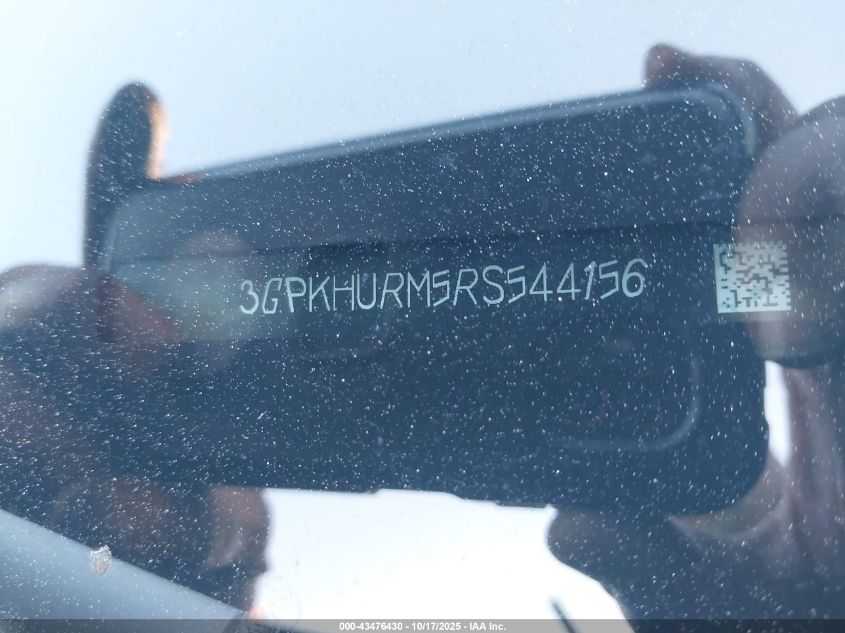 3GPKHURM5RS544156
000-43476430 - 10/17/2025 - IAA Inc.